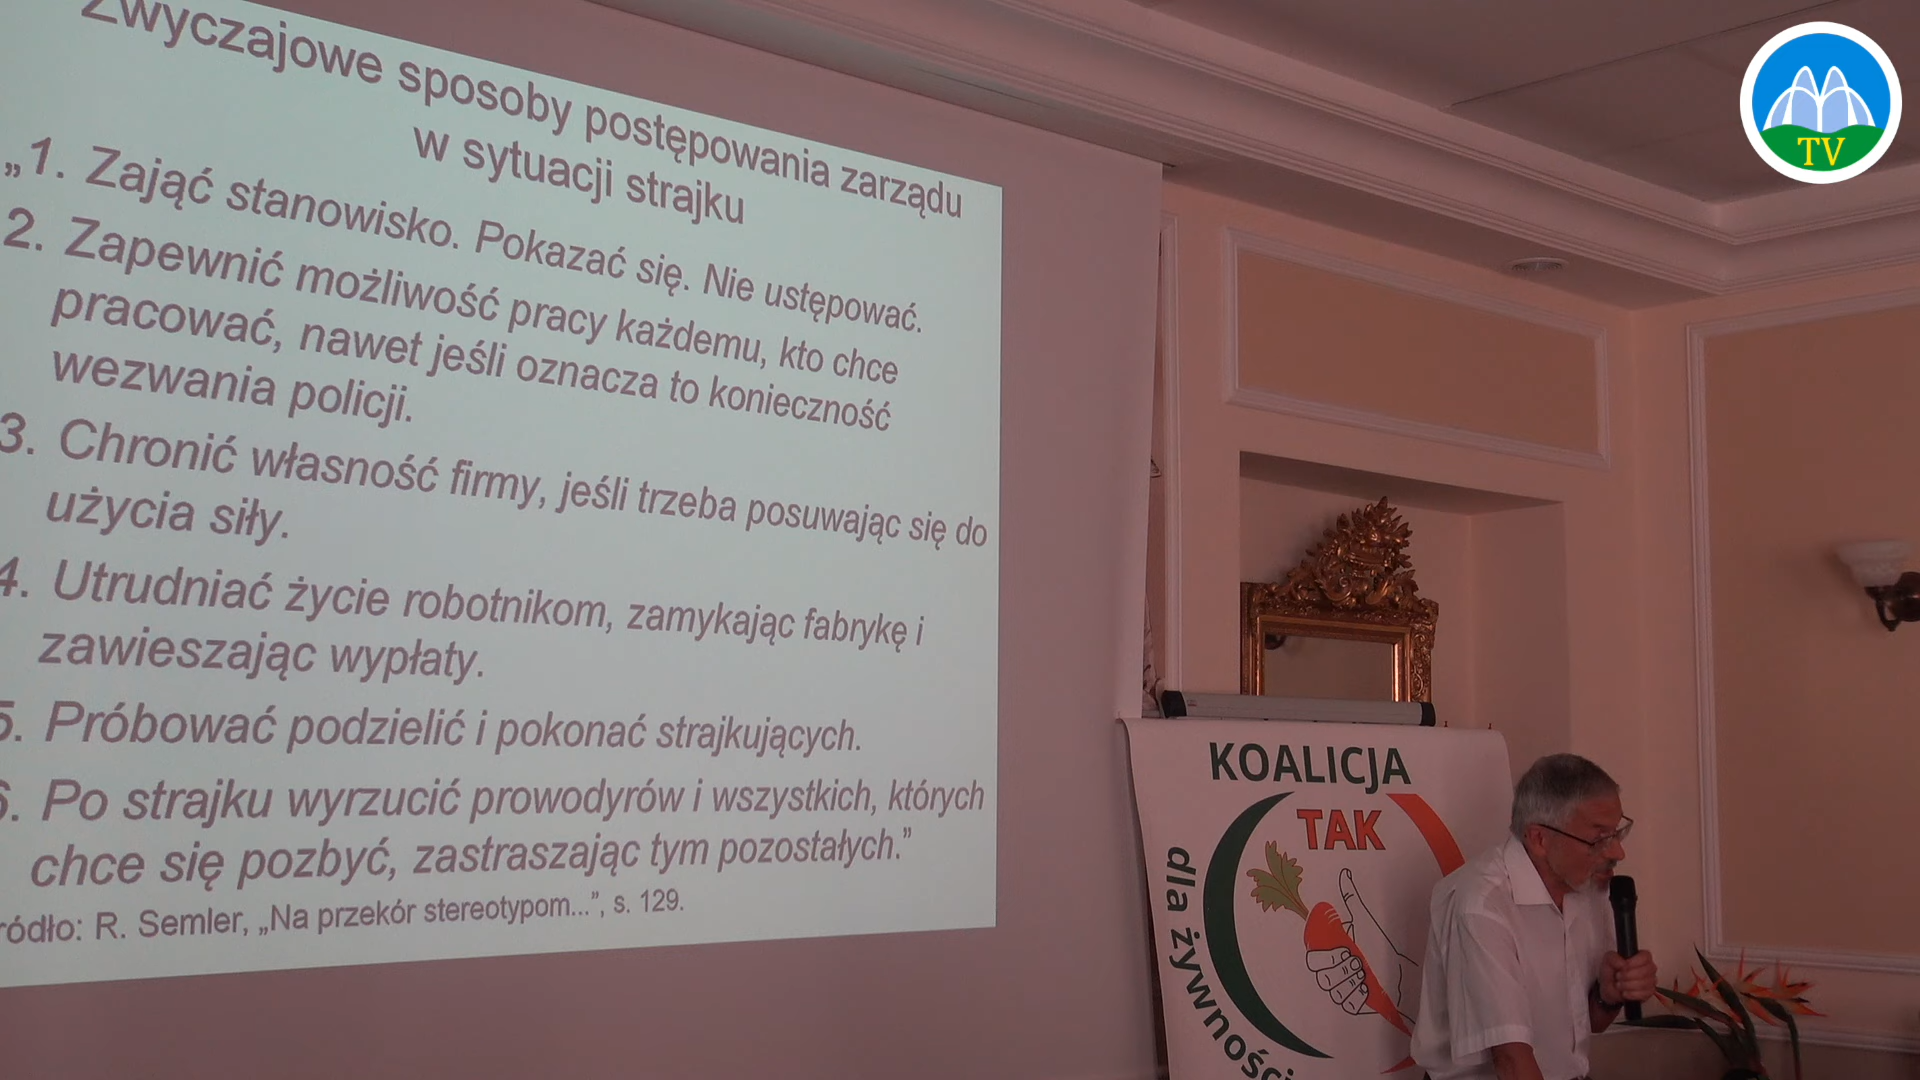 Zwyczajowe sposoby postępowania zarządu
w sytuacji strajku
„1. Zająć stanowisko. Pokazać się. Nie ustępować.
2. Zapewnić możliwość pracy każdemu, kto chce
pracować, nawet jeśli oznacza to konieczność
wezwania policji.
3. Chronić własność firmy, jeśli trzeba posuwając się do
użycia siły.
4. Utrudniać życie robotnikom, zamykając fabrykę i
zawieszając wypłaty.
5. Próbować podzielić i pokonać strajkujących.
6. Po strajku wyrzucić prowodyrów i wszystkich, których
chce się pozbyć, zastraszając tym pozostałych.”
ródło: R. Semler, „Na przekór stereotypom...”, s. 129.
TV
KOALICJA
TAK
dla żywności